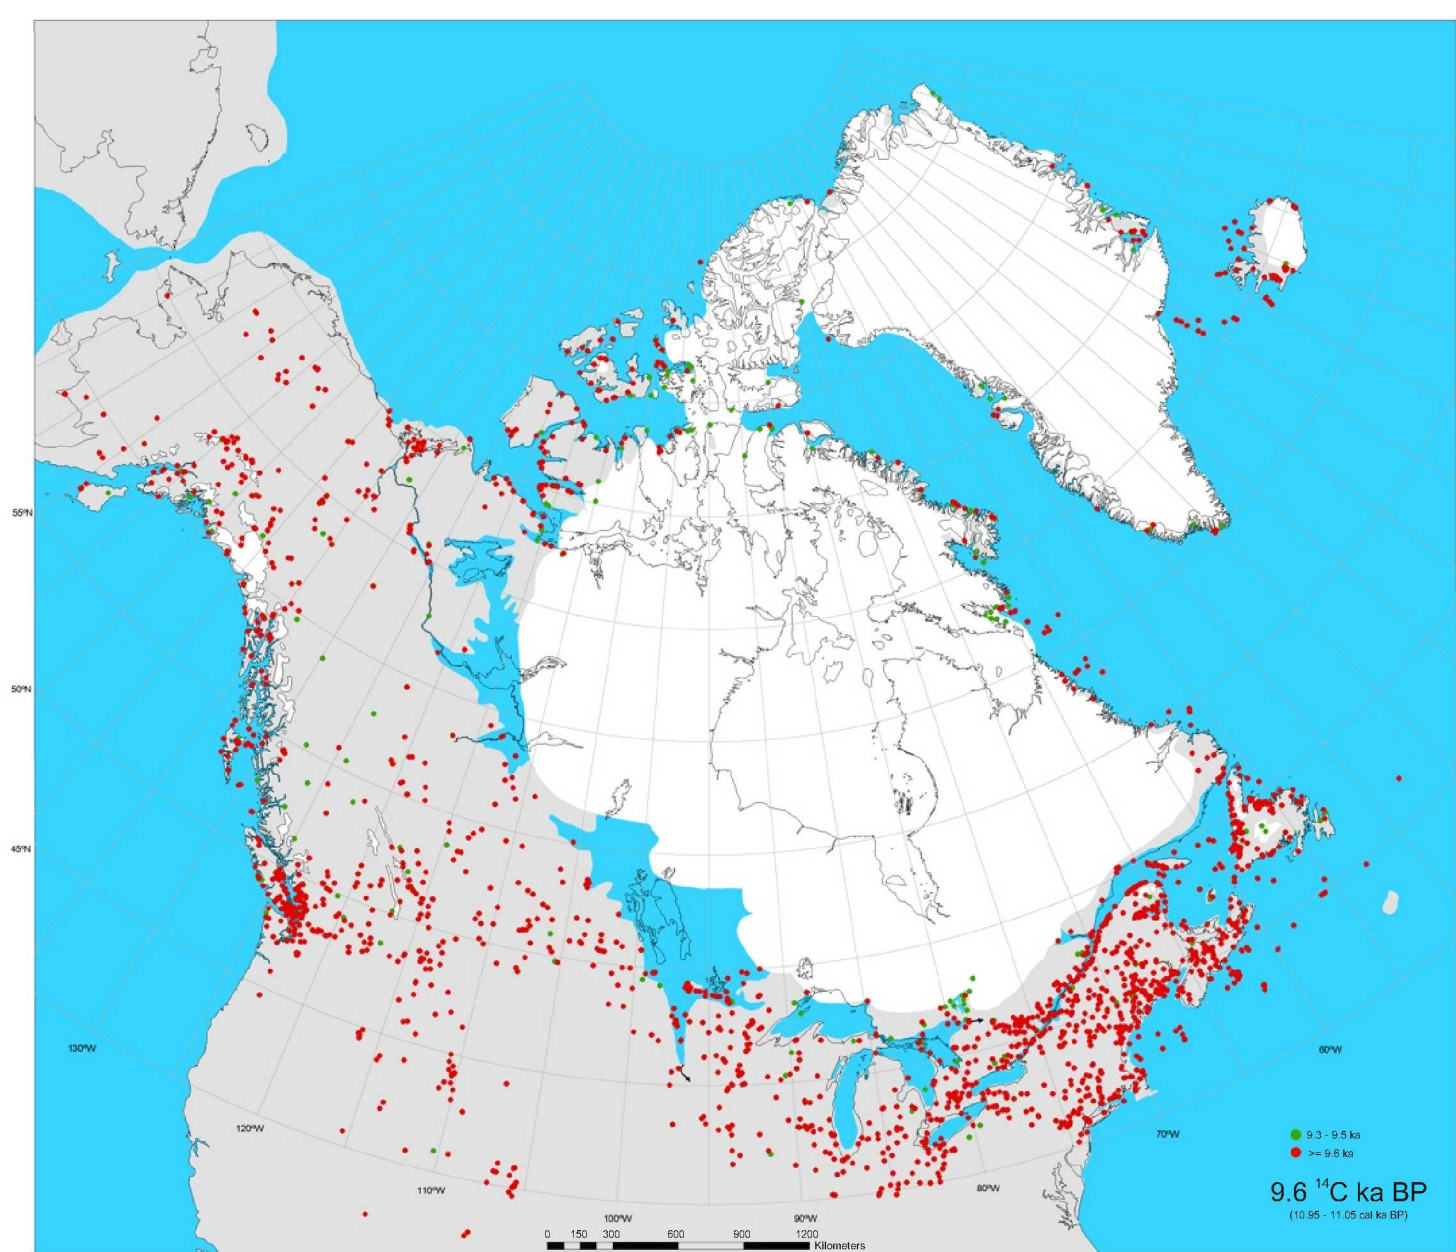 55°N
50°N
45°N
130°W
120°W
110°W
100°W
90°W
80°W
70°W
60°W
9.3 - 9.5 ka
>= 9.6 ka
9.6 14C ka BP
(10.95 - 11.05 cal ka BP)
0 150 300 600 900 1200
Kilometers